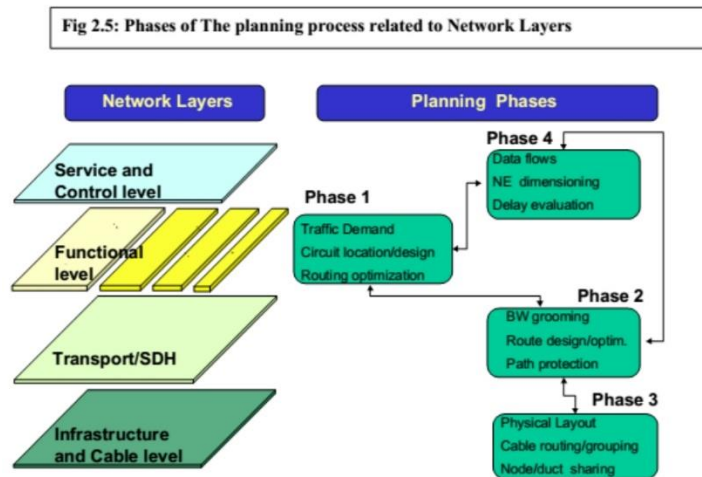 Fig 2.5: Phases of The planning process related to Network Layers
Network Layers
Planning Phases
Service and
Control level
Functional
level
Transport/SDH
Infrastructure
and Cable level
Phase 4
Data flows
NE dimensioning
Delay evaluation
Phase 1
Traffic Demand
Circuit location/design
Routing optimization
Phase 2
BW grooming
Route design/optim.
Path protection
Phase 3
Physical Layout
Cable routing/grouping
Node/duct sharing